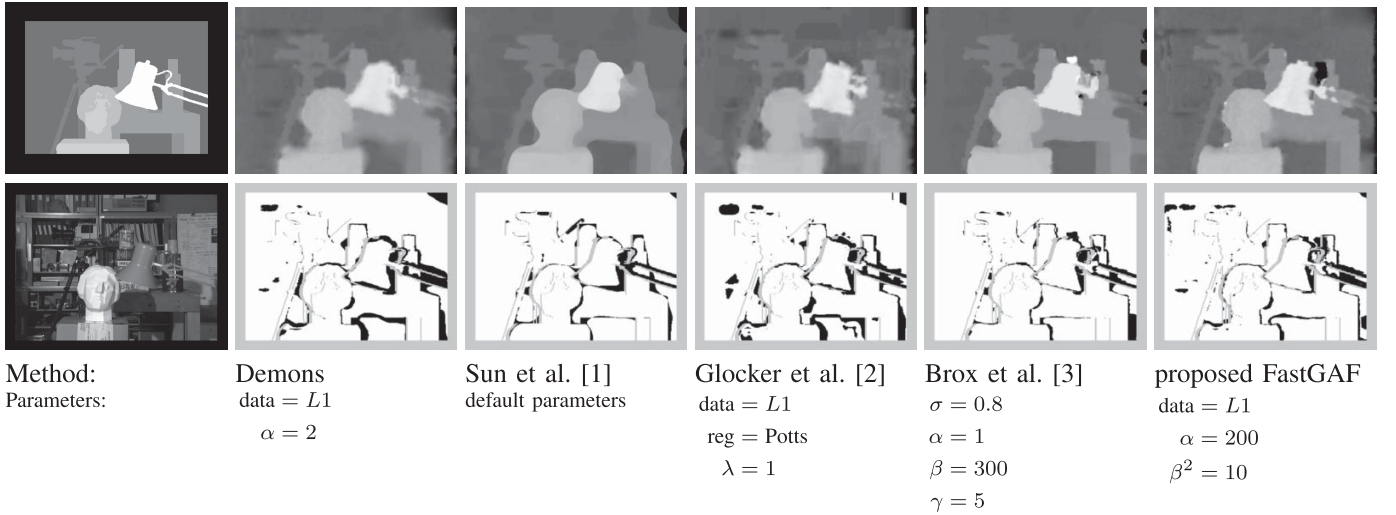 Method: Demons Sun et al. [1] Glocker et al. [2] Brox et al. [3] proposed FastGAF
Parameters: data = L1 default parameters data = L1 σ = 0.8 data = L1
α = 2 reg = Potts α = 1 α = 200
λ = 1 β = 300 β² = 10
γ = 5